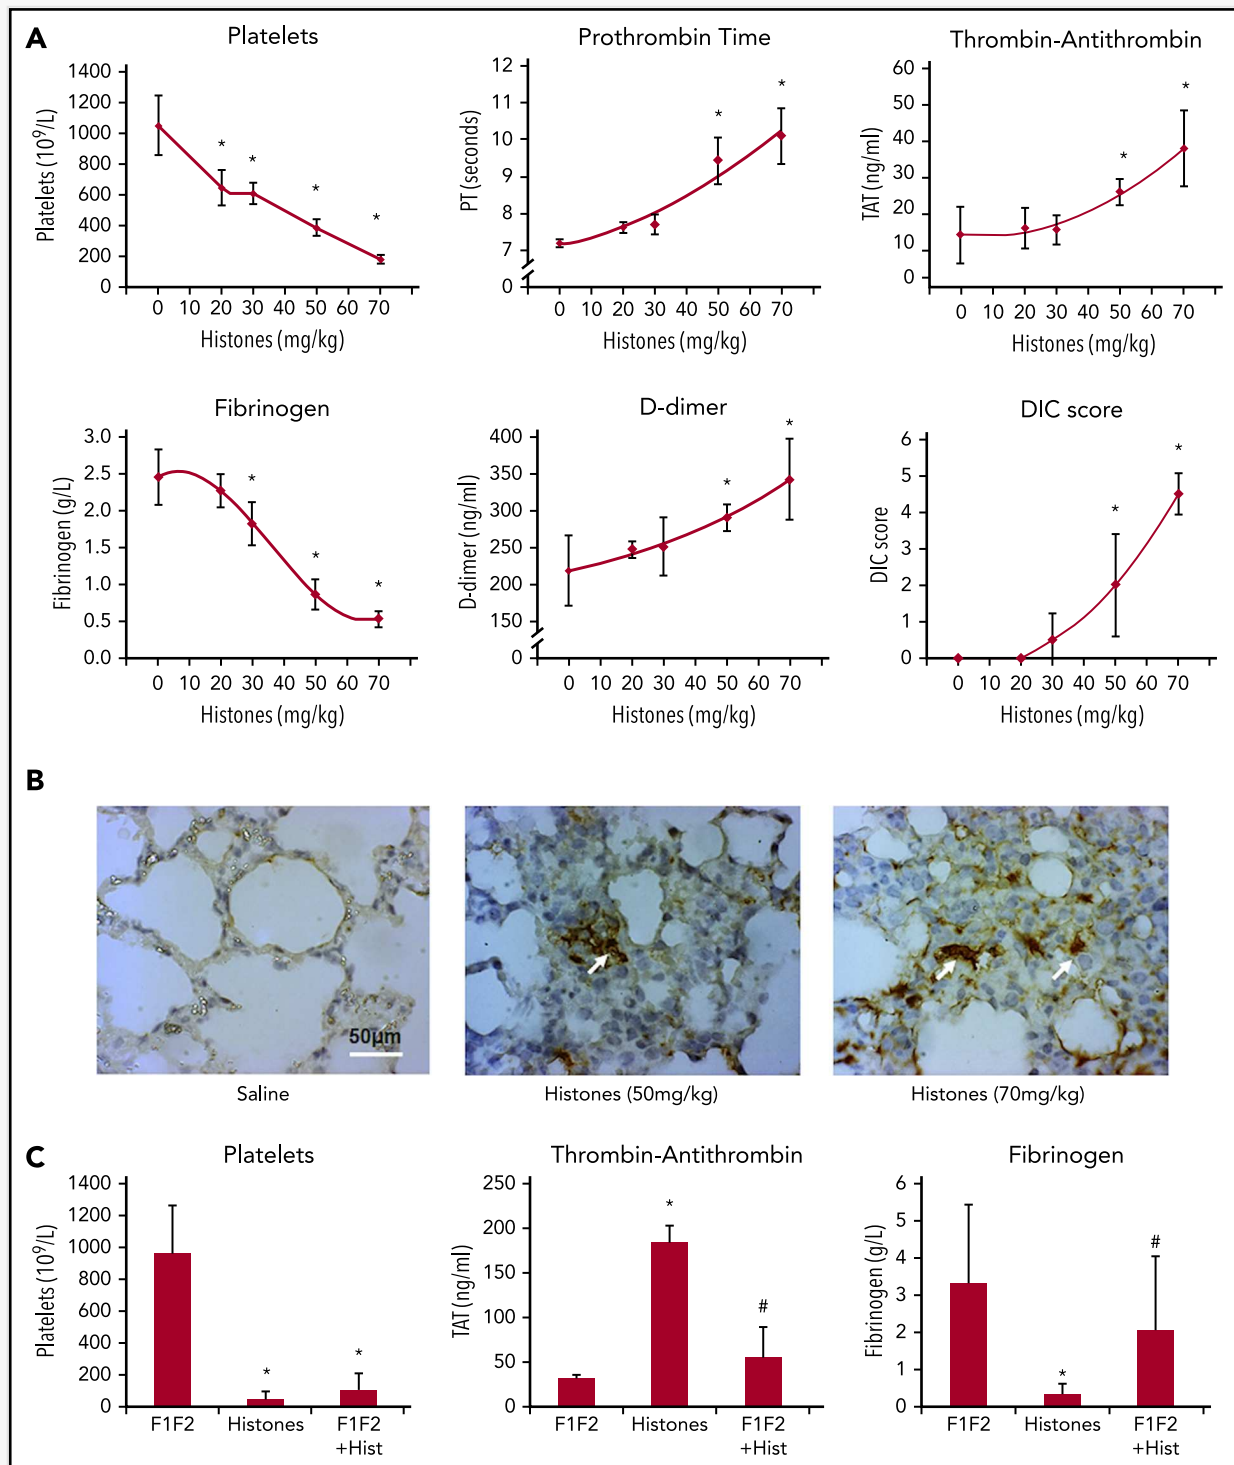 A
Platelets
Platelets (10⁹/L)
1400
1200
1000
800
600
400
200
0
* * * *
0 10 20 30 40 50 60 70
Histones (mg/kg)
Prothrombin Time
PT (seconds)
12
11
10
9
8
7
0
* *
0 10 20 30 40 50 60 70
Histones (mg/kg)
Thrombin-Antithrombin
TAT (ng/ml)
60
50
40
30
20
10
0
* *
0 10 20 30 40 50 60 70
Histones (mg/kg)
Fibrinogen
Fibrinogen (g/L)
3.0
2.5
2.0
1.5
1.0
0.5
0.0
* * *
0 10 20 30 40 50 60 70
Histones (mg/kg)
D-dimer
D-dimer (ng/ml)
400
350
300
250
200
150
0
* *
0 10 20 30 40 50 60 70
Histones (mg/kg)
DIC score
DIC score
6
5
4
3
2
1
0
* *
0 10 20 30 40 50 60 70
Histones (mg/kg)
B
50µm
Saline
Histones (50mg/kg)
Histones (70mg/kg)
C
Platelets
Platelets (10⁹/L)
1400
1200
1000
800
600
400
200
0
* *
F1F2 Histones F1F2
+Hist
Thrombin-Antithrombin
TAT (ng/ml)
250
200
150
100
50
0
* #
F1F2 Histones F1F2
+Hist
Fibrinogen
Fibrinogen (g/L)
6
5
4
3
2
1
0
* #
F1F2 Histones F1F2
+Hist